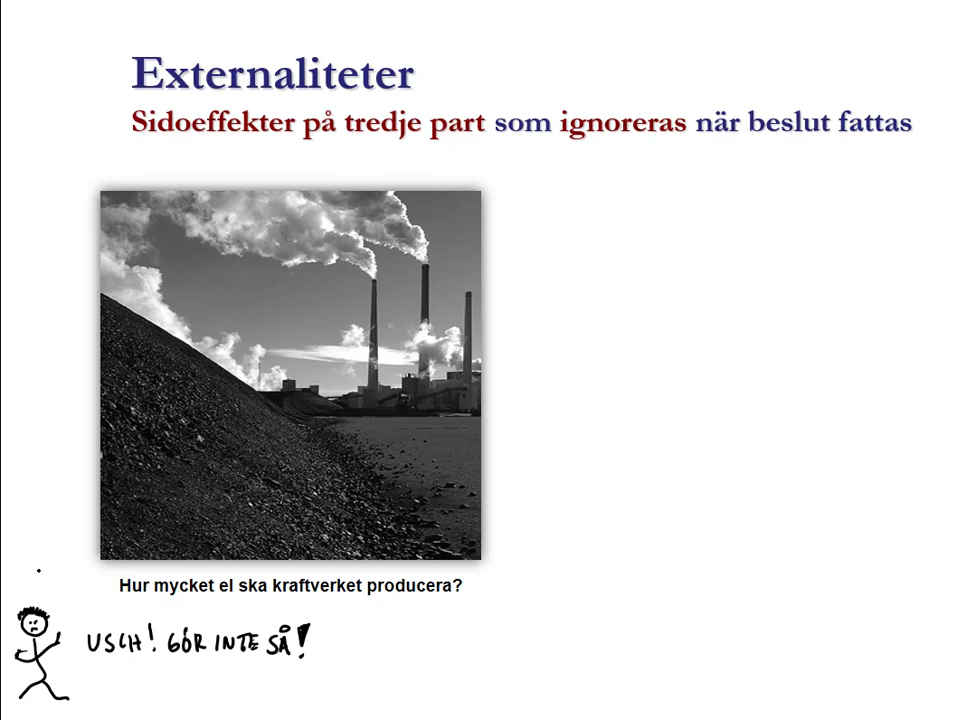 Externaliteter
Sidoeffekter på tredje part som ignoreras när beslut fattas
Hur mycket el ska kraftverket producera?
USCH! GÖR INTE SÅ!